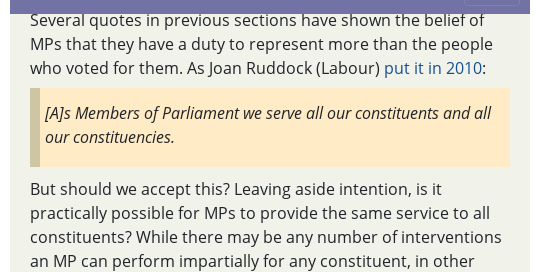 Several quotes in previous sections have shown the belief of
MPs that they have a duty to represent more than the people
who voted for them. As Joan Ruddock (Labour) put it in 2010:
[A]s Members of Parliament we serve all our constituents and all
our constituencies.
But should we accept this? Leaving aside intention, is it
practically possible for MPs to provide the same service to all
constituents? While there may be any number of interventions
an MP can perform impartially for any constituent, in other